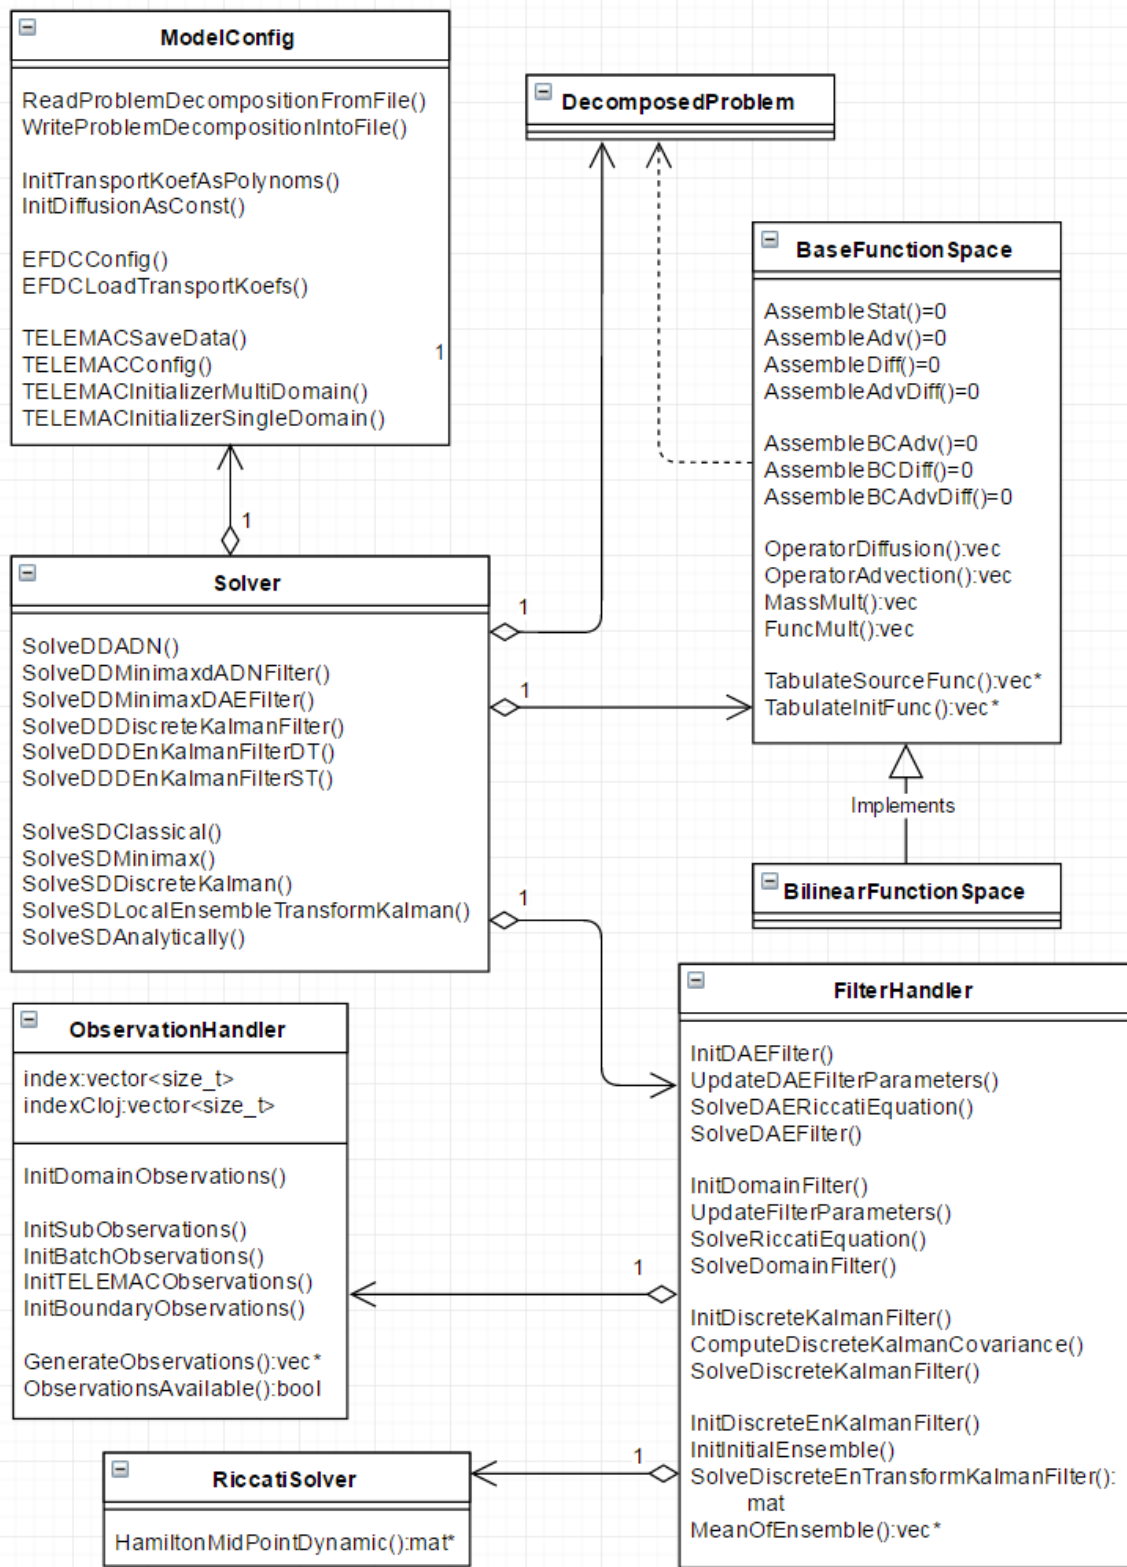 ModelConfig
ReadProblemDecompositionFromFile()
WriteProblemDecompositionIntoFile()
InitTransportKoefAsPolynoms()
InitDiffusionAsConst()
EFDCConfig()
EFDCLoadTransportKoefs()
TELEMACSaveData()
TELEMACConfig()
TELEMACInitializerMultiDomain()
TELEMACInitializerSingleDomain()
1
1
DecomposedProblem
BaseFunctionSpace
AssembleStat()=0
AssembleAdv()=0
AssembleDiff()=0
AssembleAdvDiff()=0
AssembleBCAdv()=0
AssembleBCDiff()=0
AssembleBCAdvDiff()=0
OperatorDiffusion():vec
OperatorAdvection():vec
MassMult():vec
FuncMult():vec
TabulateSourceFunc():vec*
TabulateInitFunc():vec*
Implements
BilinearFunctionSpace
Solver
SolveDDADN()
SolveDDMinimaxdADNFilter()
SolveDDMinimaxDAEFilter()
SolveDDDiscreteKalmanFilter()
SolveDDDEnKalmanFilterDT()
SolveDDDEnKalmanFilterST()
SolveSDClassical()
SolveSDMinimax()
SolveSDDiscreteKalman()
SolveSDLocalEnsembleTransformKalman()
SolveSDAnalytically()
1
1
1
FilterHandler
InitDAEFilter()
UpdateDAEFilterParameters()
SolveDAERiccatiEquation()
SolveDAEFilter()
InitDomainFilter()
UpdateFilterParameters()
SolveRiccatiEquation()
SolveDomainFilter()
InitDiscreteKalmanFilter()
ComputeDiscreteKalmanCovariance()
SolveDiscreteKalmanFilter()
InitDiscreteEnKalmanFilter()
InitInitialEnsemble()
SolveDiscreteEnTransformKalmanFilter():
mat
MeanOfEnsemble():vec*
1
1
ObservationHandler
index:vector<size_t>
indexCloj:vector<size_t>
InitDomainObservations()
InitSubObservations()
InitBatchObservations()
InitTELEMACObservations()
InitBoundaryObservations()
GenerateObservations():vec*
ObservationsAvailable():bool
RiccatiSolver
HamiltonMidPointDynamic():mat*